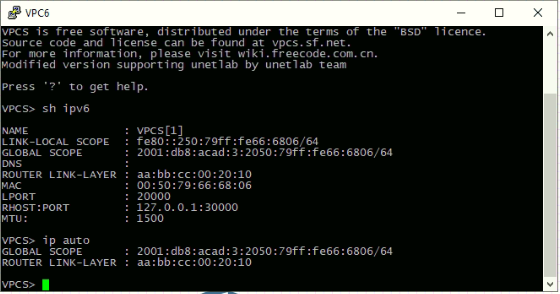 VPC6
VPCS is free software, distributed under the terms of the "BSD" licence.
Source code and license can be found at vpcs.sf.net.
For more information, please visit wiki.freecode.com.cn.
Modified version supporting unetlab by unetlab team
Press '?' to get help.
VPCS> sh ipv6
NAME : VPCS[1]
LINK-LOCAL SCOPE : fe80::250:79ff:fe66:6806/64
GLOBAL SCOPE : 2001:db8:acad:3:2050:79ff:fe66:6806/64
DNS :
ROUTER LINK-LAYER : aa:bb:cc:00:20:10
MAC : 00:50:79:66:68:06
LPORT : 20000
RHOST:PORT : 127.0.0.1:30000
MTU: : 1500
VPCS> ip auto
GLOBAL SCOPE : 2001:db8:acad:3:2050:79ff:fe66:6806/64
ROUTER LINK-LAYER : aa:bb:cc:00:20:10
VPCS>